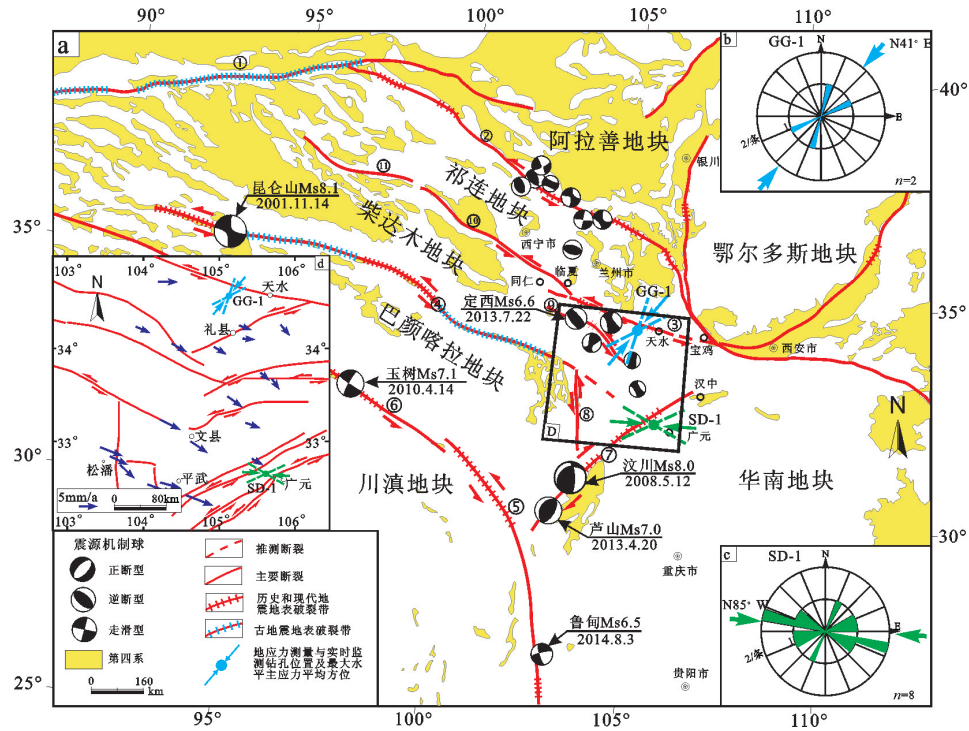 90°
95°
100°
105°
110°
a
①
②
阿拉善地块
银川
40°
b
GG-1
N
N41° E
E
2/条
n=2
昆仑山Ms8.1
2001.11.14
⑪
祁连地块
⑩
柴达木地块
西宁市
35°
临夏
兰州市
同仁
鄂尔多斯地块
GG-1
定西Ms6.6
2013.7.22
⑨
③
天水
宝鸡
西安市
④
巴颜喀拉地块
玉树Ms7.1
2010.4.14
⑥
⑧
汉中
SD-1
广元
D
⑦
N
30°
35°
川滇地块
汶川Ms8.0
2008.5.12
华南地块
⑤
芦山Ms7.0
2013.4.20
30°
重庆市
鲁甸Ms6.5
2014.8.3
贵阳市
25°
103°
104°
105°
106°
d
N
天水
GG-1
礼县
34°
34°
文县
33°
33°
松潘
平武
SD-1
广元
5mm/a
0
80km
103°
104°
105°
106°
震源机制球
正断型
逆断型
走滑型
第四系
0
160
km
推测断裂
主要断裂
历史和现代地
震地表破裂带
古地震地表破裂带
地应力测量与实时监
测钻孔位置及最大水
平主应力平均方位
c
SD-1
N
N85° W
E
2/条
n=8
95°
100°
105°
110°